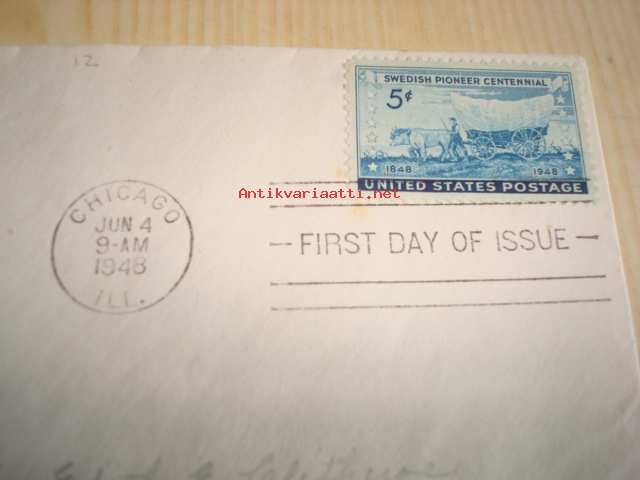 12
SWEDISH PIONEER CENTENNIAL
5¢
1848 1948
UNITED STATES POSTAGE
Antikvariaatti.net
CHICAGO
JUN 4
9-AM
1948
ILL.
FIRST DAY OF ISSUE